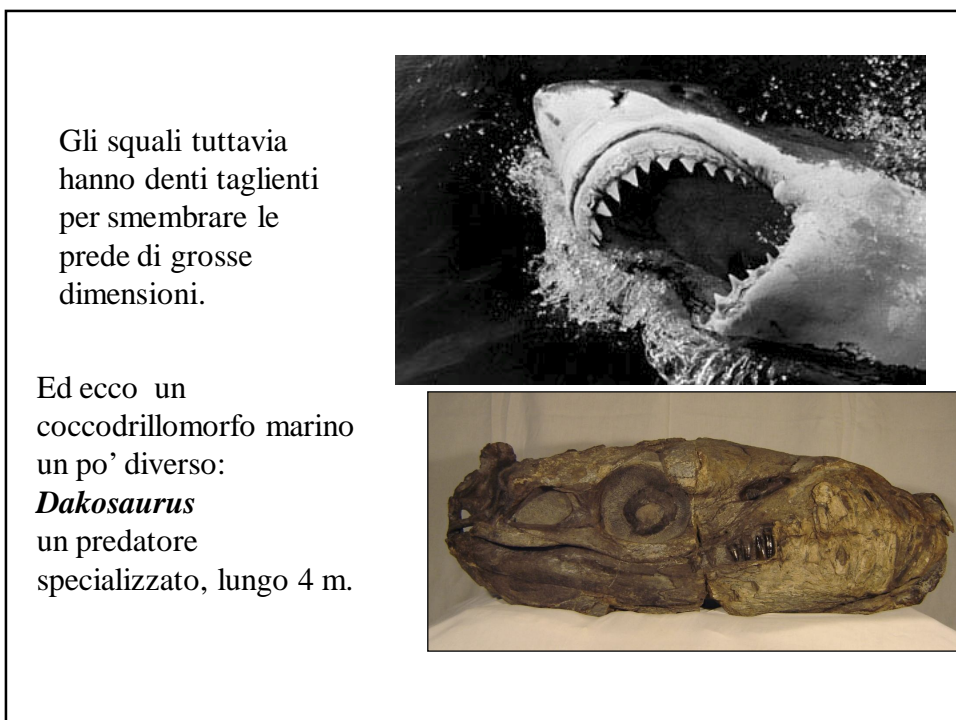 Gli squali tuttavia
hanno denti taglienti
per smembrare le
prede di grosse
dimensioni.
Ed ecco un
coccodrillomorfo marino
un po’ diverso:
Dakosaurus
un predatore
specializzato, lungo 4 m.